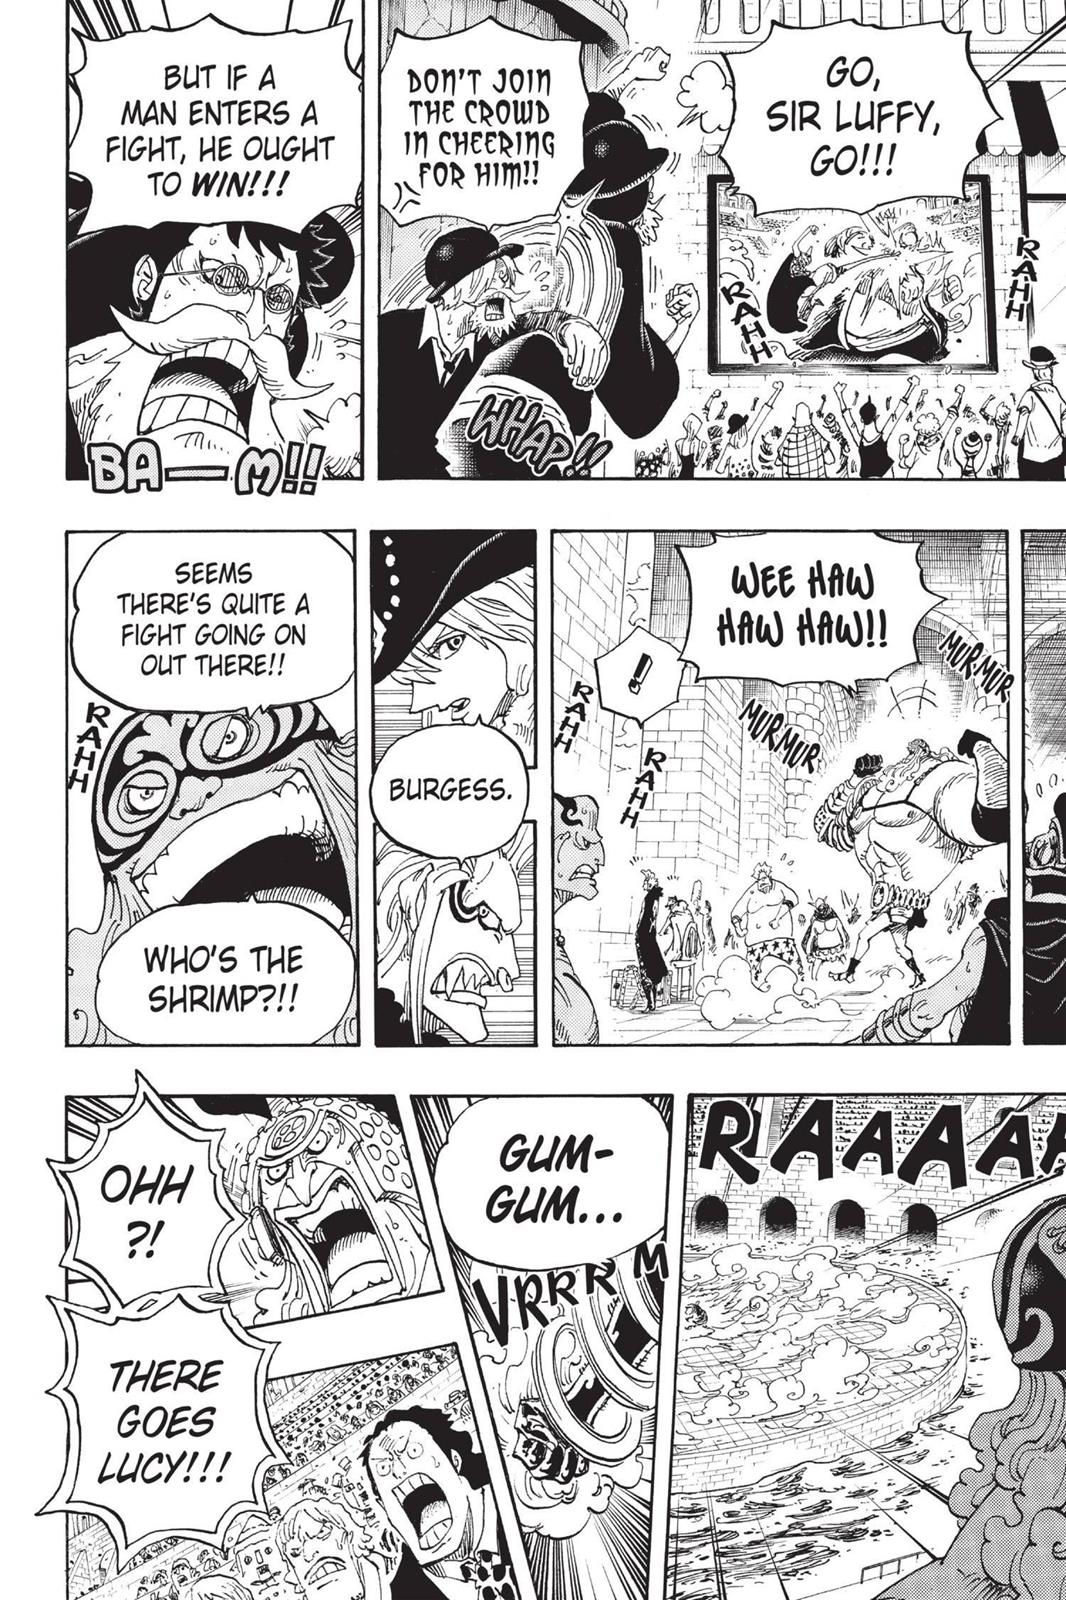 GO,
SIR LUFFY,
GO!!!
RAHH
RAHH
DON'T JOIN
THE CROWD
IN CHEERING
FOR HIM!!
WHAP!!
BUT IF A
MAN ENTERS A
FIGHT, HE OUGHT
TO WIN!!!
BA—M!!
WEE HAW
HAW HAW!!
!
MURMUR
MURMUR
RAHH
RAHH
BURGESS.
SEEMS
THERE'S QUITE A
FIGHT GOING ON
OUT THERE!!
RAHH
WHO'S THE
SHRIMP?!!
RAAAAA
GUM-
GUM...
VRRRM
OHH
?!
THERE
GOES
LUCY!!!